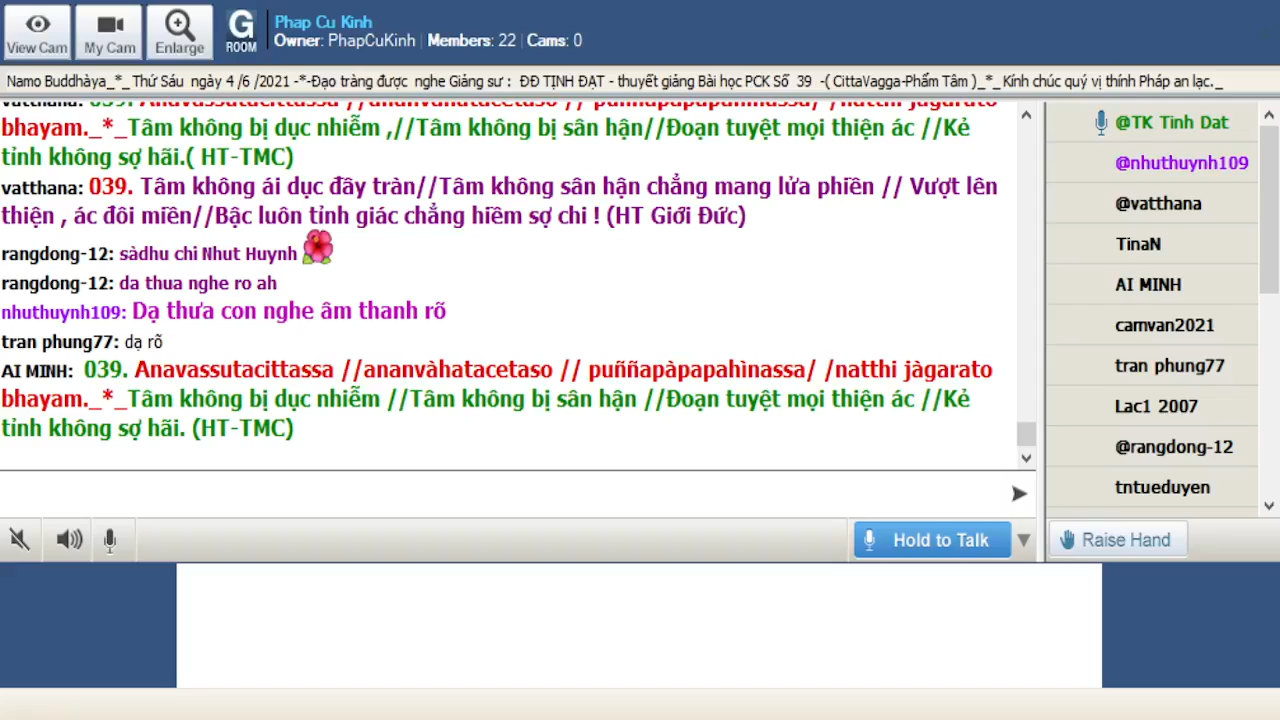 View Cam
My Cam
Enlarge
G
ROOM
Phap Cu Kinh
Owner: PhapCuKinh | Members: 22 | Cams: 0
Namo Buddhàya_*_ Thứ Sáu ngày 4 /6 /2021 -*-Đạo tràng được nghe Giảng sư : ĐĐ TỊNH ĐẠT - thuyết giảng Bài học PCK Số 39 -( CittaVagga-Phẩm Tâm )_*_Kính chúc quý vị thính Pháp an lạc._
vatthana: 039. Anavassutacittassa //ananvàhatacetaso // puññapàpapahìnassa/ /natthi jàgarato
bhayam._*_Tâm không bị dục nhiễm ,//Tâm không bị sân hận//Đoạn tuyệt mọi thiện ác //Kẻ
tỉnh không sợ hãi.( HT-TMC)
vatthana: 039. Tâm không ái dục đầy tràn//Tâm không sân hận chẳng mang lửa phiền // Vượt lên
thiện , ác đôi miền//Bậc luôn tỉnh giác chẳng hiềm sợ chi ! (HT Giới Đức)
rangdong-12: sàdhu chi Nhut Huynh
rangdong-12: da thua nghe ro ah
nhuthuynh109: Dạ thưa con nghe âm thanh rõ
tran phung77: dạ rõ
AI MINH: 039. Anavassutacittassa //ananvàhatacetaso // puññapàpapahìnassa/ /natthi jàgarato
bhayam._*_Tâm không bị dục nhiễm //Tâm không bị sân hận //Đoạn tuyệt mọi thiện ác //Kẻ
tỉnh không sợ hãi. (HT-TMC)
@TK Tinh Dat
@nhuthuynh109
@vatthana
TinaN
AI MINH
camvan2021
tran phung77
Lac1 2007
@rangdong-12
tntueduyen
Hold to Talk
Raise Hand